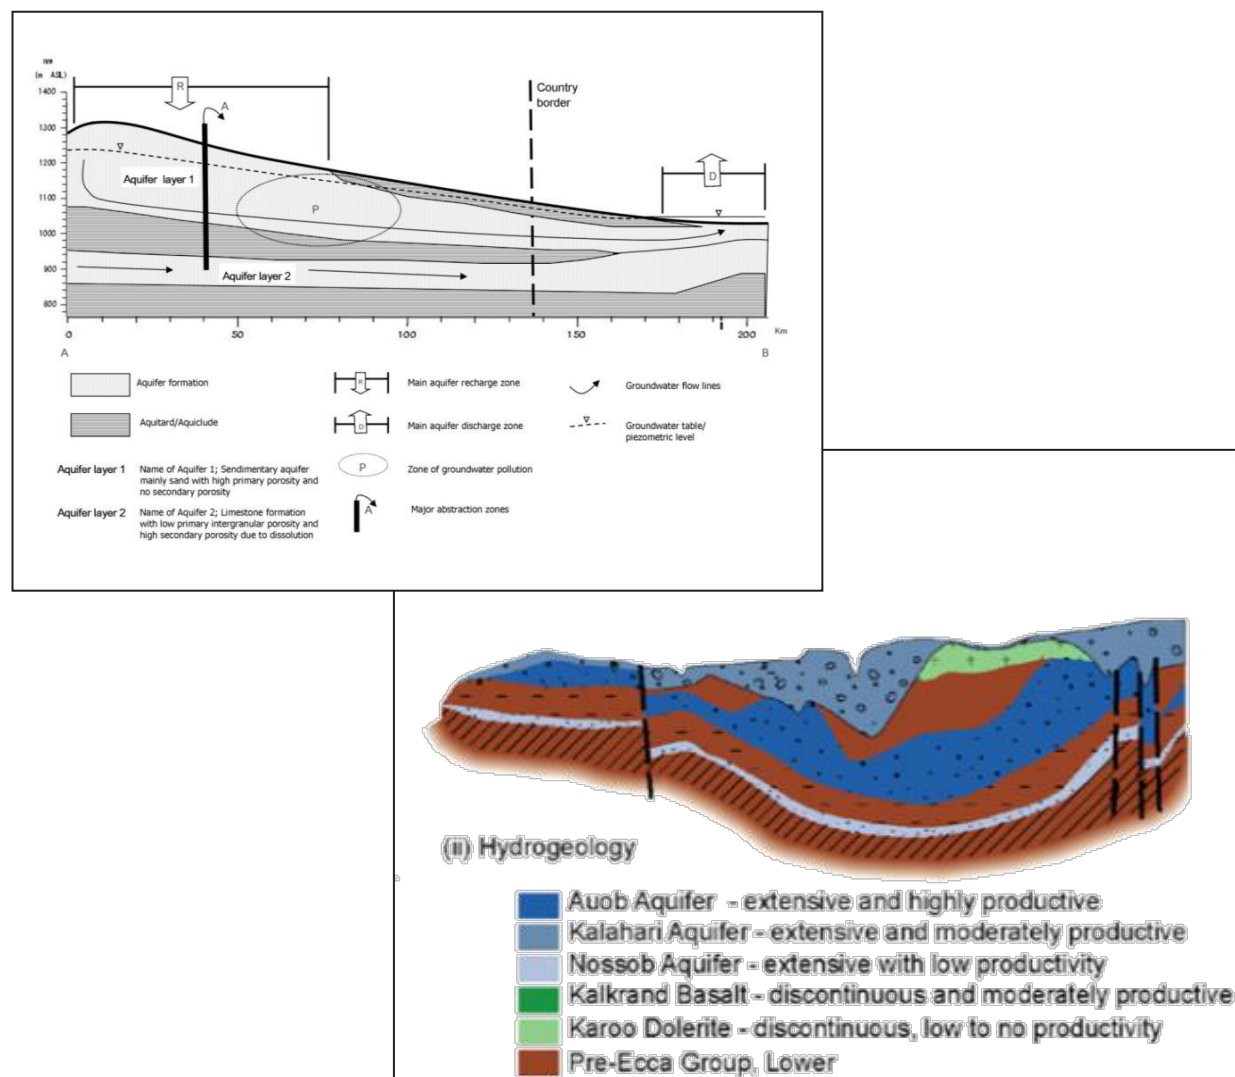 (m ASL)
1400
1300
1200
1100
1000
900
800
R
A
Country
border
D
Aquifer layer 1
P
Aquifer layer 2
0
50
100
150
200
Km
A
B
Aquifer formation
Aquitard/Aquiclude
R
Main aquifer recharge zone
D
Main aquifer discharge zone
Groundwater flow lines
Groundwater table/
piezometric level
Aquifer layer 1
Name of Aquifer 1; Sendimentary aquifer
mainly sand with high primary porosity and
no secondary porosity
Aquifer layer 2
Name of Aquifer 2; Limestone formation
with low primary intergranular porosity and
high secondary porosity due to dissolution
P
Zone of groundwater pollution
A
Major abstraction zones
(ii) Hydrogeology
Auob Aquifer - extensive and highly productive
Kalahari Aquifer - extensive and moderately productive
Nossob Aquifer - extensive with low productivity
Kalkrand Basalt - discontinuous and moderately productive
Karoo Dolerite - discontinuous, low to no productivity
Pre-Ecca Group, Lower